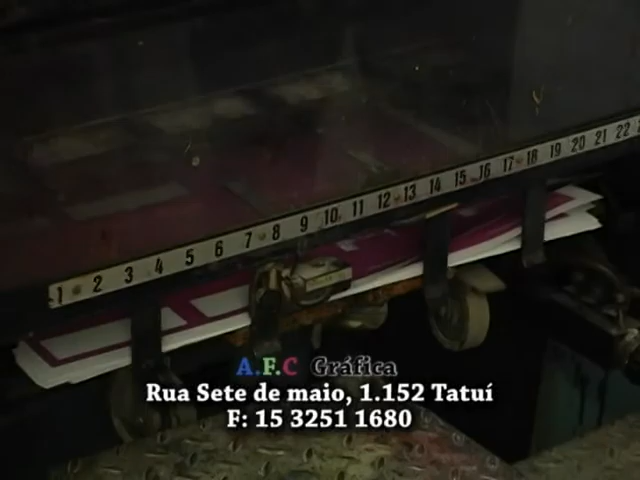 1 2 3 4 5 6 7 8 9 10 11 12 13 14 15 16 17 18 19 20 21 22
A.F.C Gráfica
Rua Sete de maio, 1.152 Tatuí
F: 15 3251 1680